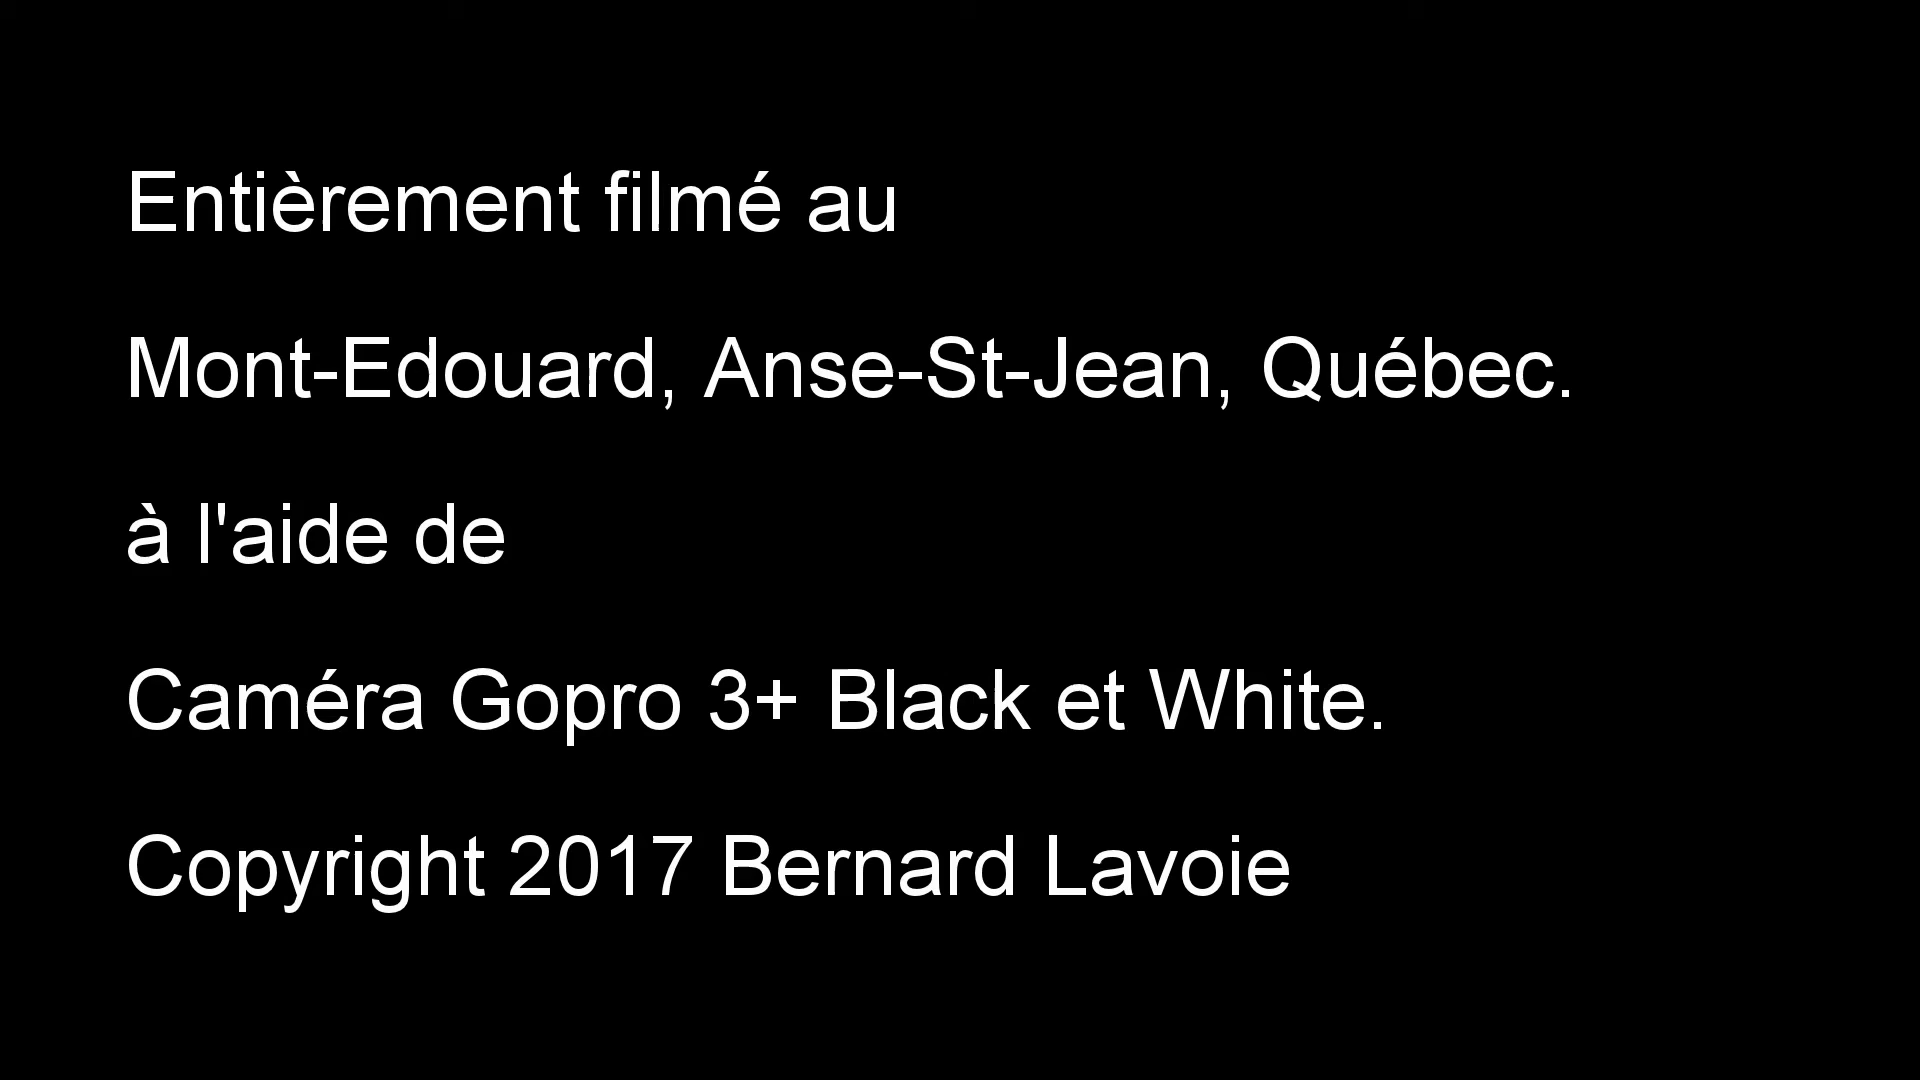 Entièrement filmé au
Mont-Edouard, Anse-St-Jean, Québec.
à l'aide de
Caméra Gopro 3+ Black et White.
Copyright 2017 Bernard Lavoie